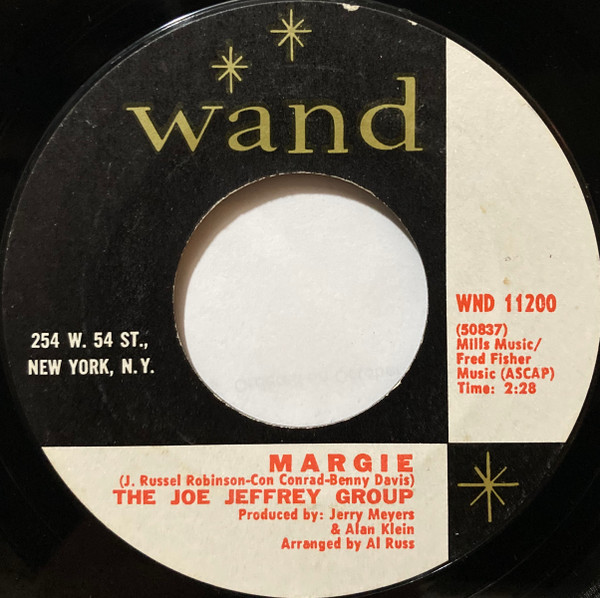 wand
254 W. 54 ST.,
NEW YORK, N.Y.
WND 11200
(50837)
Mills Music/
Fred Fisher
Music (ASCAP)
Time: 2:28
MARGIE
(J. Russel Robinson-Con Conrad-Benny Davis)
THE JOE JEFFREY GROUP
Produced by: Jerry Meyers
& Alan Klein
Arranged by Al Russ